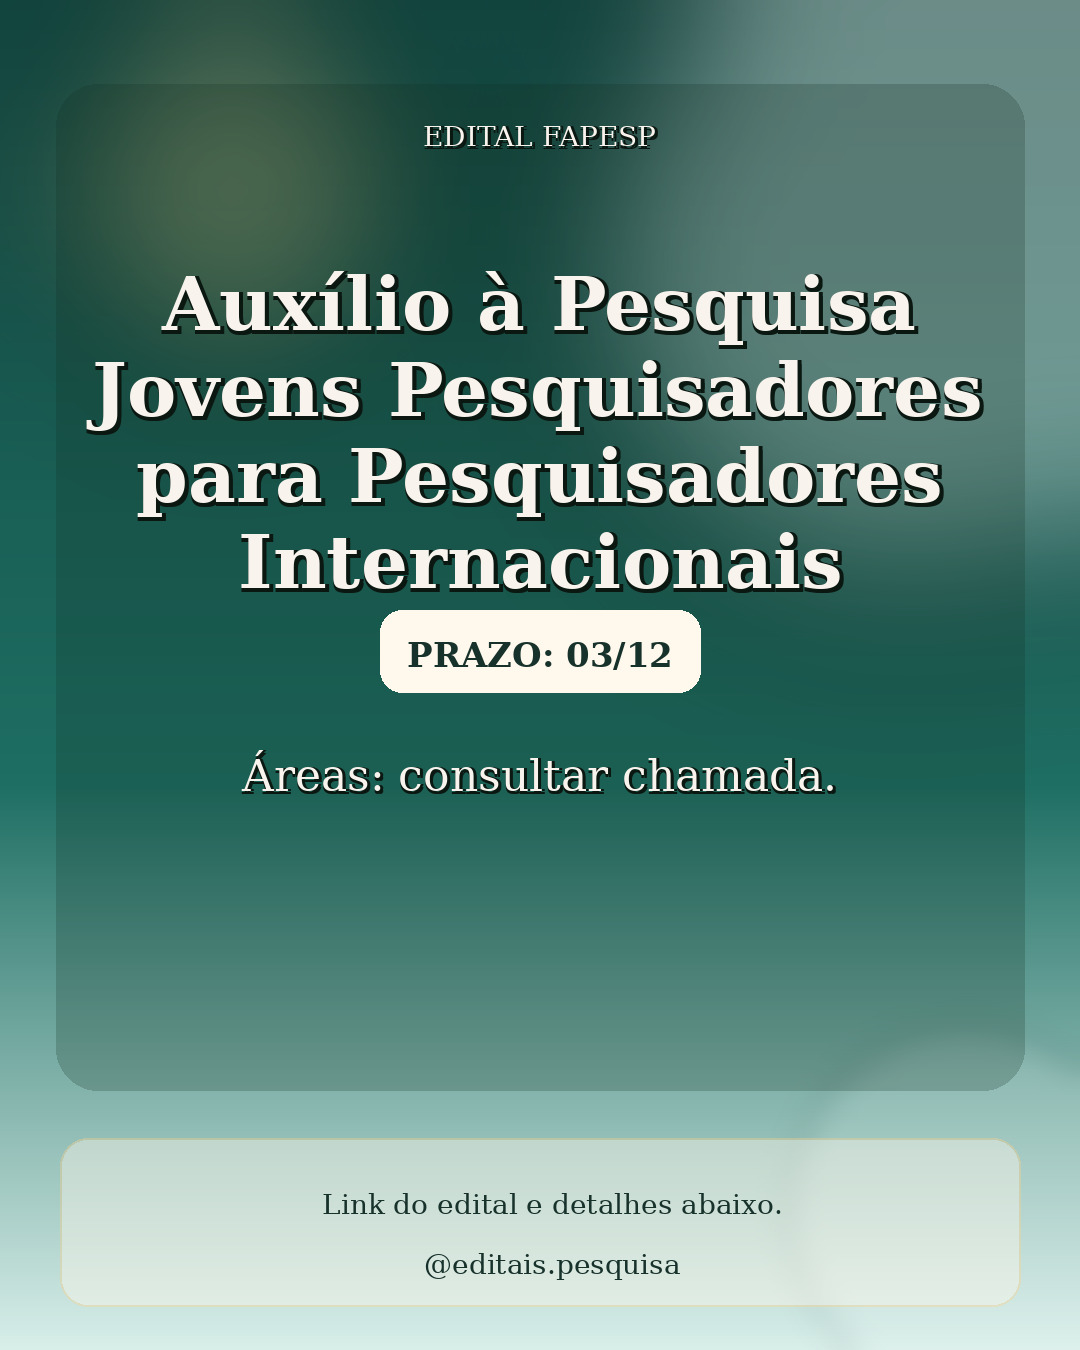 EDITAL FAPESP
Auxílio à Pesquisa
Jovens Pesquisadores
para Pesquisadores
Internacionais
PRAZO: 03/12
Áreas: consultar chamada.
Link do edital e detalhes abaixo.
@editais.pesquisa